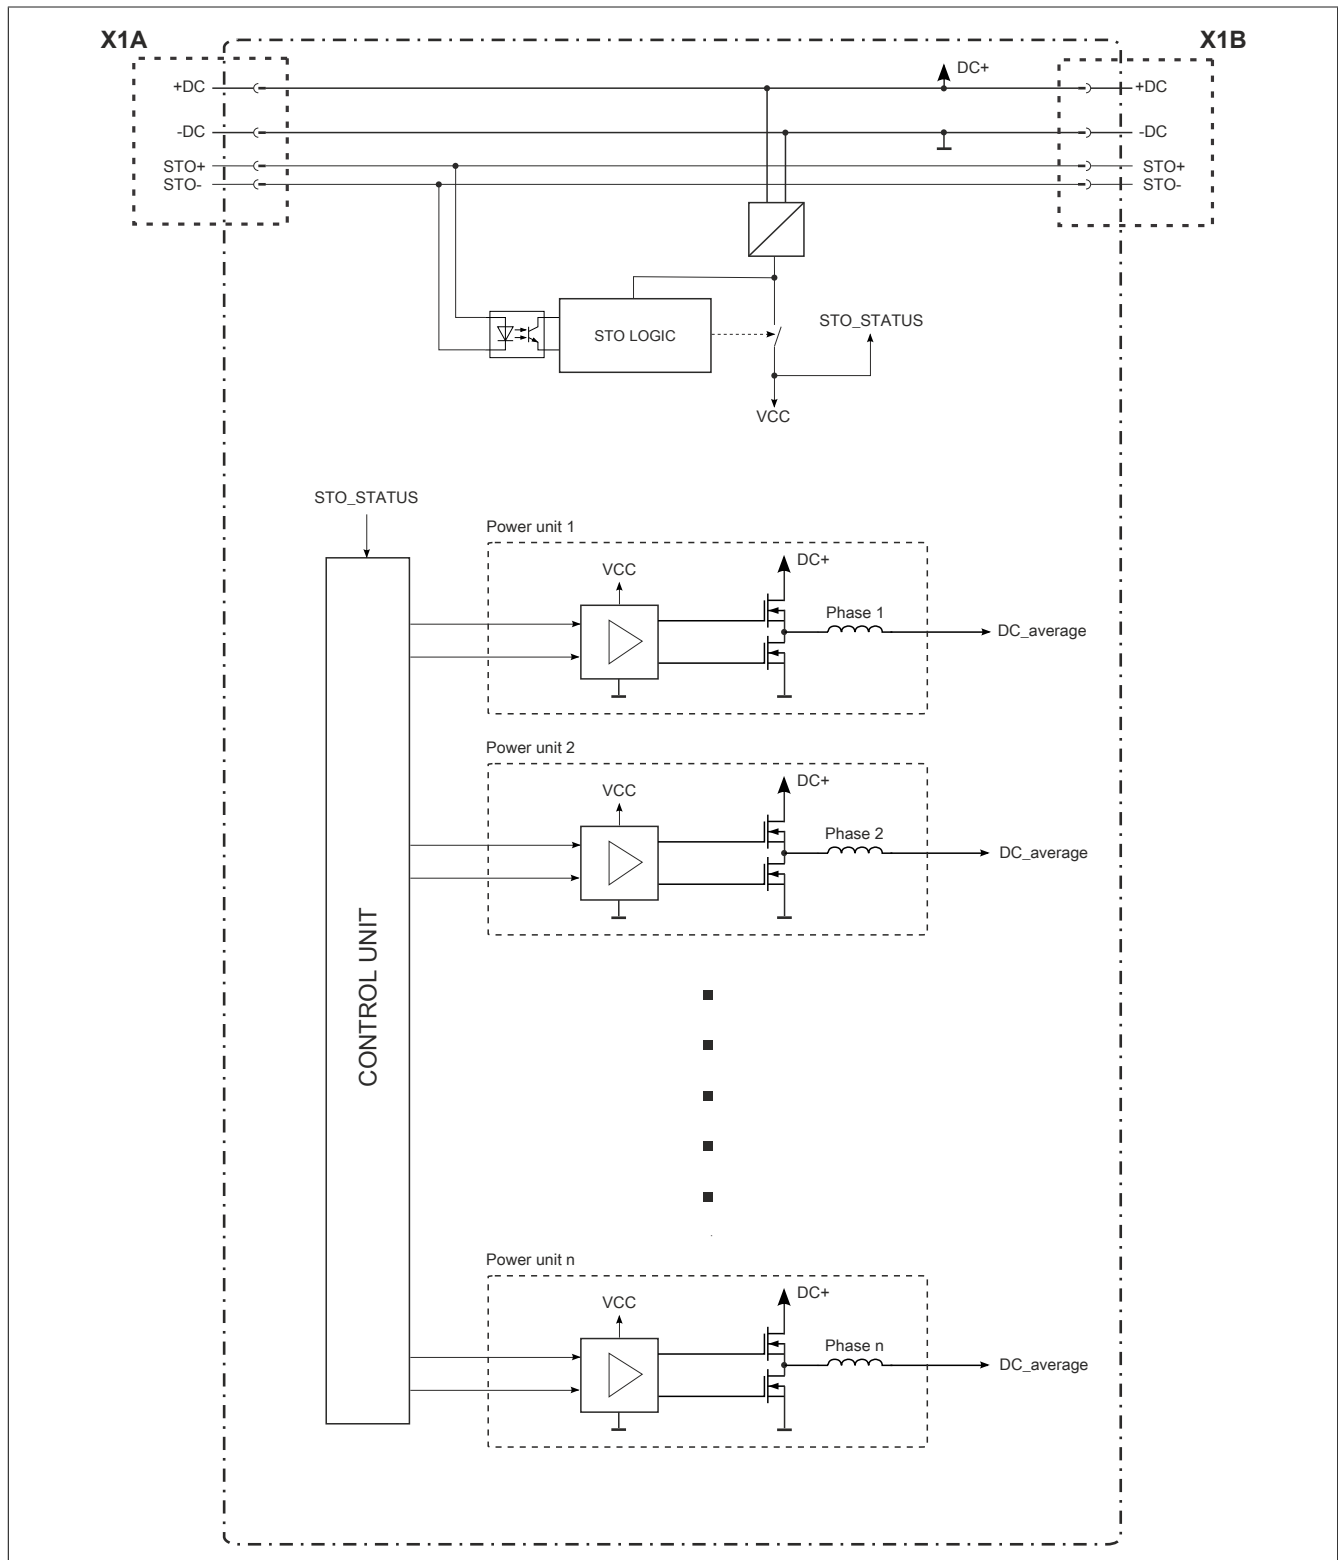 X1A
X1B
+DC
DC+
+DC
-DC
-DC
STO+
STO+
STO-
STO-
STO LOGIC
STO_STATUS
VCC
STO_STATUS
CONTROL UNIT
Power unit 1
DC+
VCC
Phase 1
DC_average
Power unit 2
DC+
VCC
Phase 2
DC_average
Power unit n
DC+
VCC
Phase n
DC_average